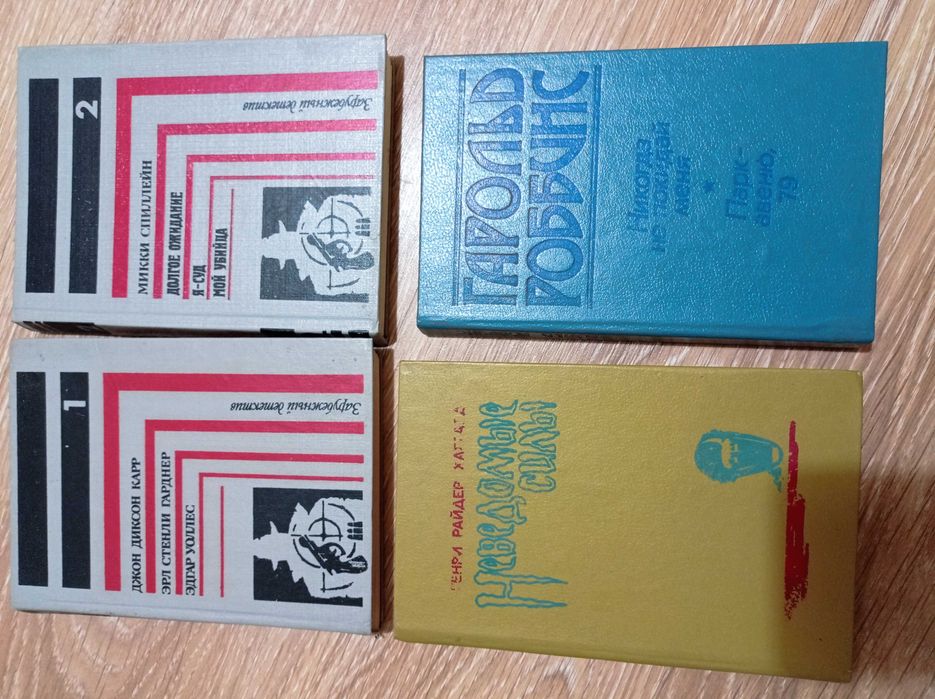 2
МИККИ СПИЛЛЕЙН
ДОЛГОЕ ОЖИДАНИЕ
Я-СУД
МОЙ УБИЙЦА
Зарубежный детектив
1
ДЖОН ДИКСОН КАРР
ЭРЛ СТЕНЛИ ГАРДНЕР
ЭДГАР УОЛЛЕС
Зарубежный детектив
ГАРОЛЬД
РОББИНС
Никогда
не покидай
меня
Парк-
авеню,
79
ГЕНРИ РАЙДЕР ХАГГАРД
НЕВЕДОМЫЕ
СИЛЫ